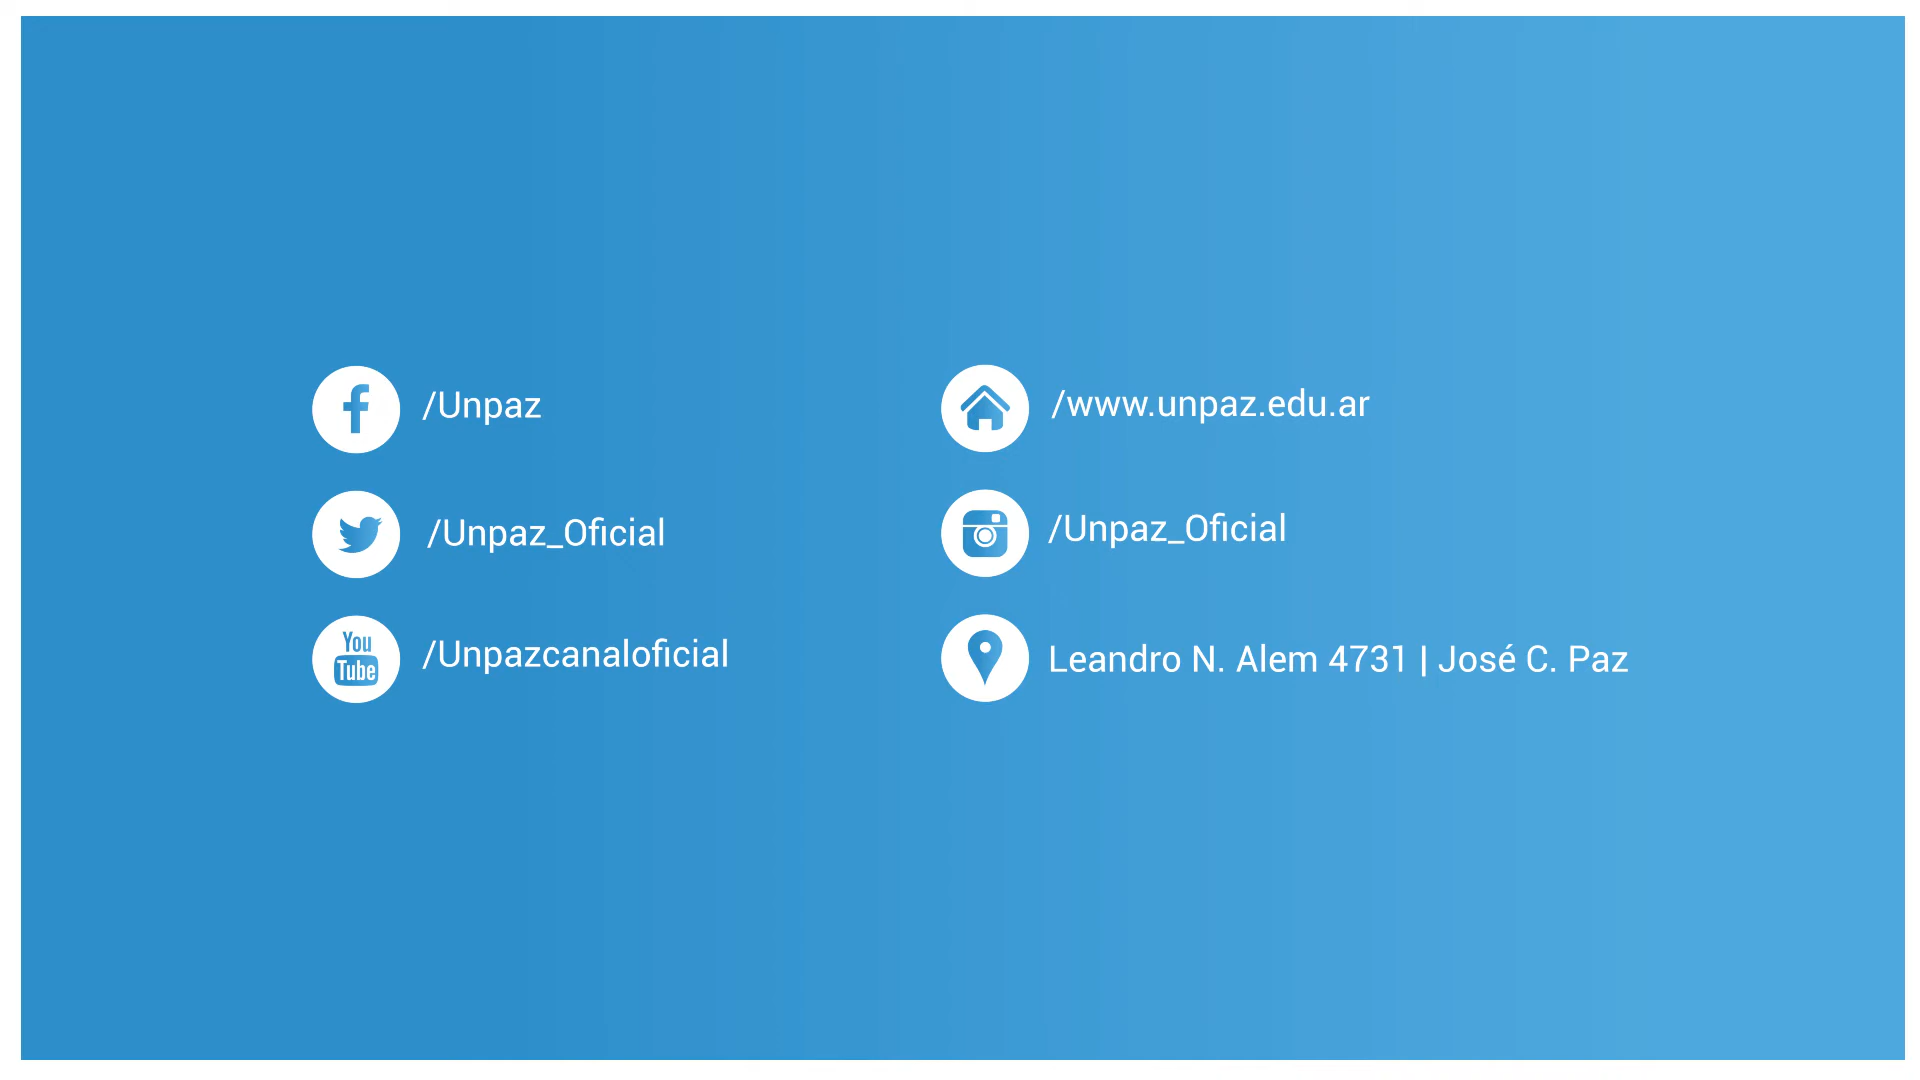 /Unpaz
/Unpaz_Oficial
You
Tube
/Unpazcanaloficial
/www.unpaz.edu.ar
/Unpaz_Oficial
Leandro N. Alem 4731 | José C. Paz